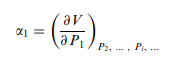 α₁ = (∂V / ∂P₁)_{P₂, ... , Pᵢ, ...}